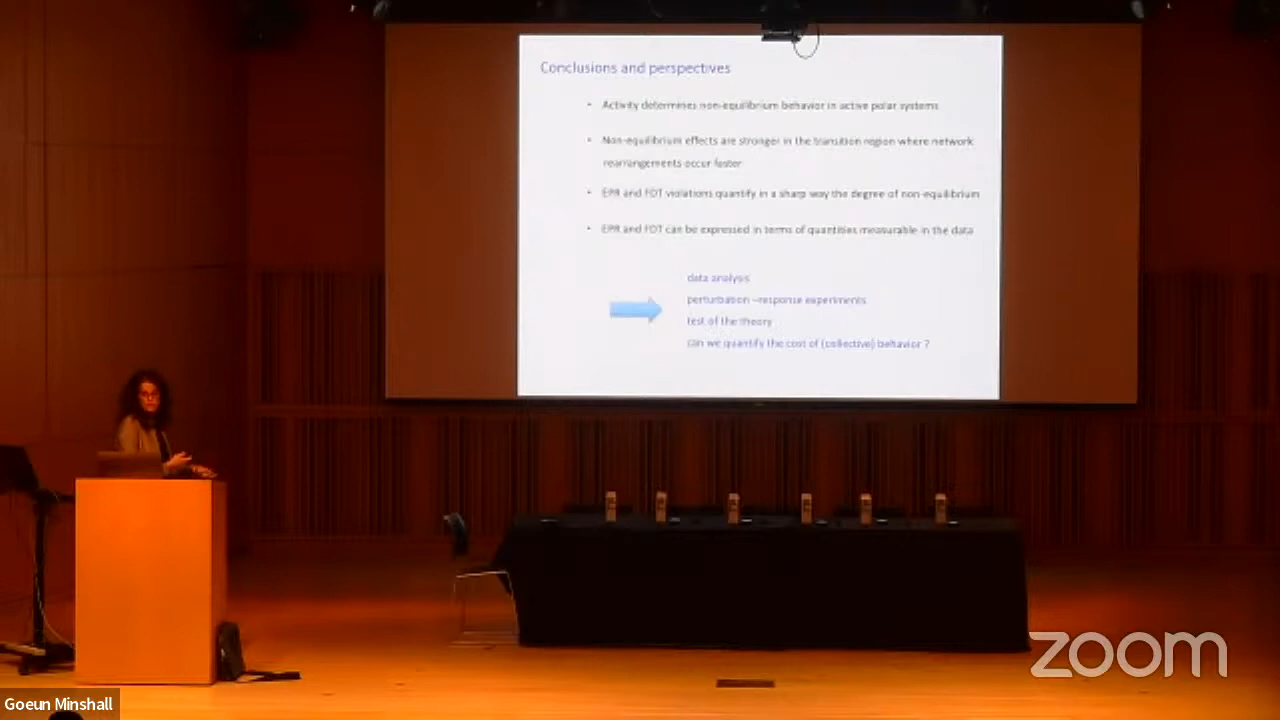 Conclusions and perspectives
• Activity determines non-equilibrium behavior in active polar systems
• Non-equilibrium effects are stronger in the transition region where network
rearrangements occur faster
• EPR and FDT violations quantify in a sharp way the degree of non-equilibrium
• EPR and FDT can be expressed in terms of quantities measurable in the data
data analysis
perturbation –response experiments
test of the theory
can we quantify the cost of (collective) behavior ?
zoom
Goeun Minshall